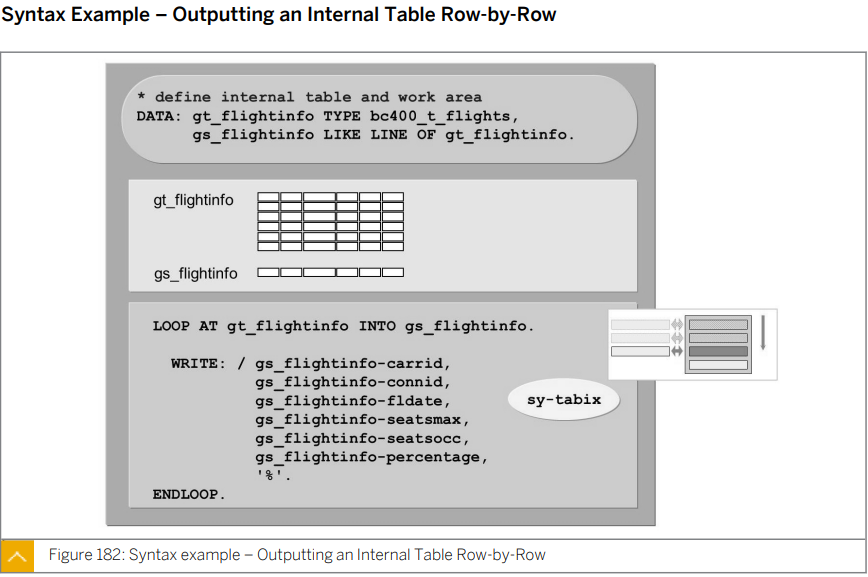 Syntax Example – Outputting an Internal Table Row-by-Row
* define internal table and work area
DATA: gt_flightinfo TYPE bc400_t_flights,
gs_flightinfo LIKE LINE OF gt_flightinfo.
gt_flightinfo
gs_flightinfo
LOOP AT gt_flightinfo INTO gs_flightinfo.
WRITE: / gs_flightinfo-carrid,
gs_flightinfo-connid,
gs_flightinfo-fldate,
gs_flightinfo-seatsmax,
gs_flightinfo-seatsocc,
gs_flightinfo-percentage,
'%'.
ENDLOOP.
sy-tabix
Figure 182: Syntax example – Outputting an Internal Table Row-by-Row